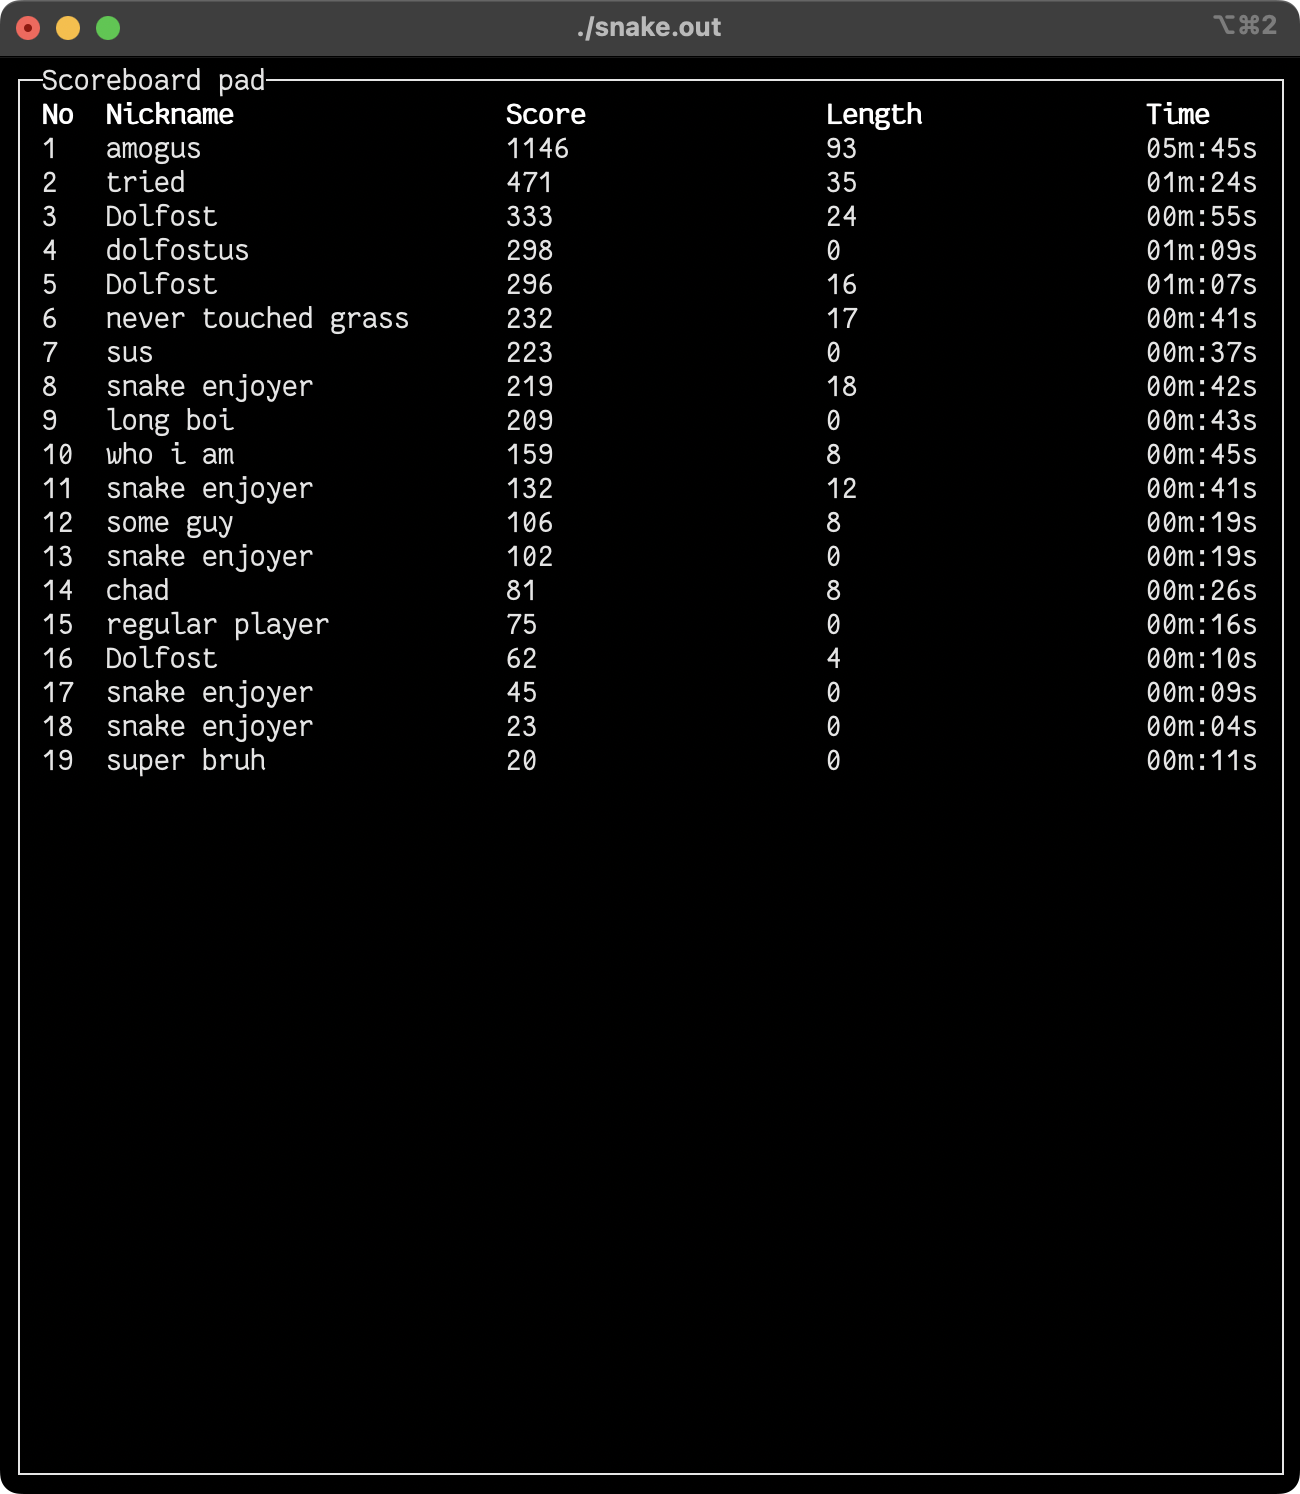 ./snake.out ⌥⌘2
Scoreboard pad
No Nickname Score Length Time
1 amogus 1146 93 05m:45s
2 tried 471 35 01m:24s
3 Dolfost 333 24 00m:55s
4 dolfostus 298 0 01m:09s
5 Dolfost 296 16 01m:07s
6 never touched grass 232 17 00m:41s
7 sus 223 0 00m:37s
8 snake enjoyer 219 18 00m:42s
9 long boi 209 0 00m:43s
10 who i am 159 8 00m:45s
11 snake enjoyer 132 12 00m:41s
12 some guy 106 8 00m:19s
13 snake enjoyer 102 0 00m:19s
14 chad 81 8 00m:26s
15 regular player 75 0 00m:16s
16 Dolfost 62 4 00m:10s
17 snake enjoyer 45 0 00m:09s
18 snake enjoyer 23 0 00m:04s
19 super bruh 20 0 00m:11s